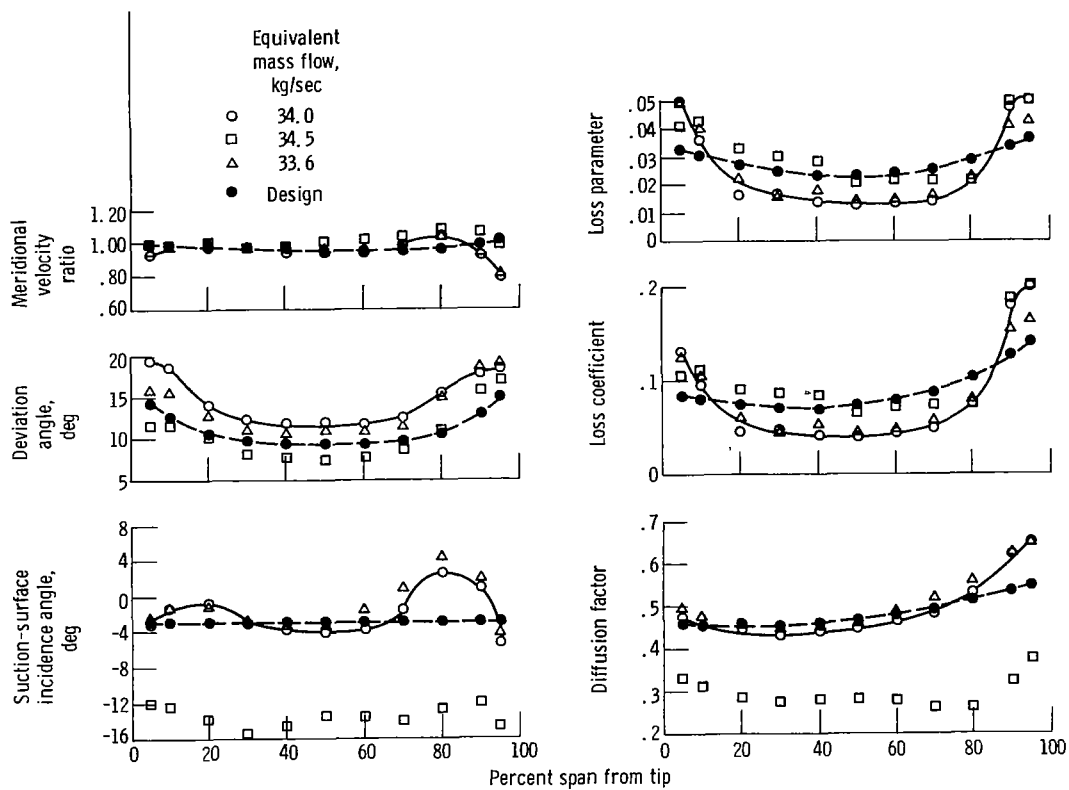 Equivalent
mass flow,
kg/sec
34.0
34.5
33.6
Design
1.20
1.00
.80
.60
Meridional
velocity
ratio
20
15
10
5
Deviation
angle,
deg
8
4
0
-4
-8
-12
-16
Suction-surface
incidence angle,
deg
0
20
40
60
80
100
.05
.04
.03
.02
.01
0
Loss parameter
.2
.1
0
Loss coefficient
.7
.6
.5
.4
.3
.2
Diffusion factor
0
20
40
60
80
100
Percent span from tip